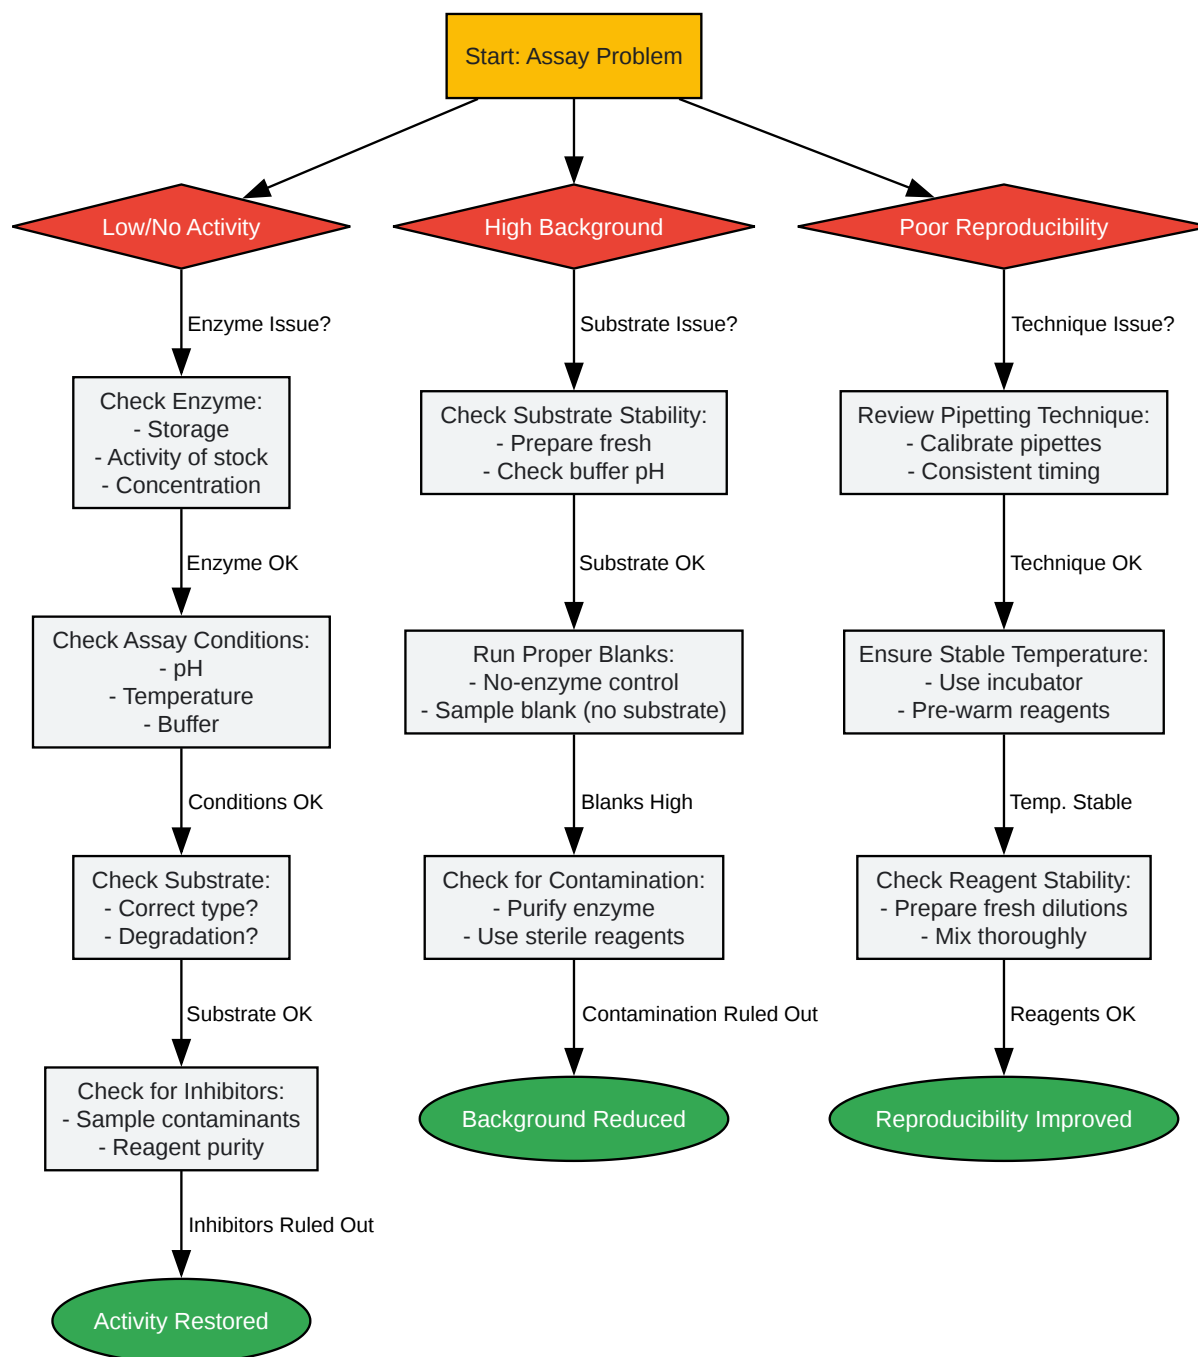 Start: Assay Problem
Low/No Activity
High Background
Poor Reproducibility
Enzyme Issue?
Substrate Issue?
Technique Issue?
Check Enzyme:
- Storage
- Activity of stock
- Concentration
Check Substrate Stability:
- Prepare fresh
- Check buffer pH
Review Pipetting Technique:
- Calibrate pipettes
- Consistent timing
Enzyme OK
Substrate OK
Technique OK
Check Assay Conditions:
- pH
- Temperature
- Buffer
Run Proper Blanks:
- No-enzyme control
- Sample blank (no substrate)
Ensure Stable Temperature:
- Use incubator
- Pre-warm reagents
Conditions OK
Blanks High
Temp. Stable
Check Substrate:
- Correct type?
- Degradation?
Check for Contamination:
- Purify enzyme
- Use sterile reagents
Check Reagent Stability:
- Prepare fresh dilutions
- Mix thoroughly
Substrate OK
Contamination Ruled Out
Reagents OK
Check for Inhibitors:
- Sample contaminants
- Reagent purity
Background Reduced
Reproducibility Improved
Inhibitors Ruled Out
Activity Restored